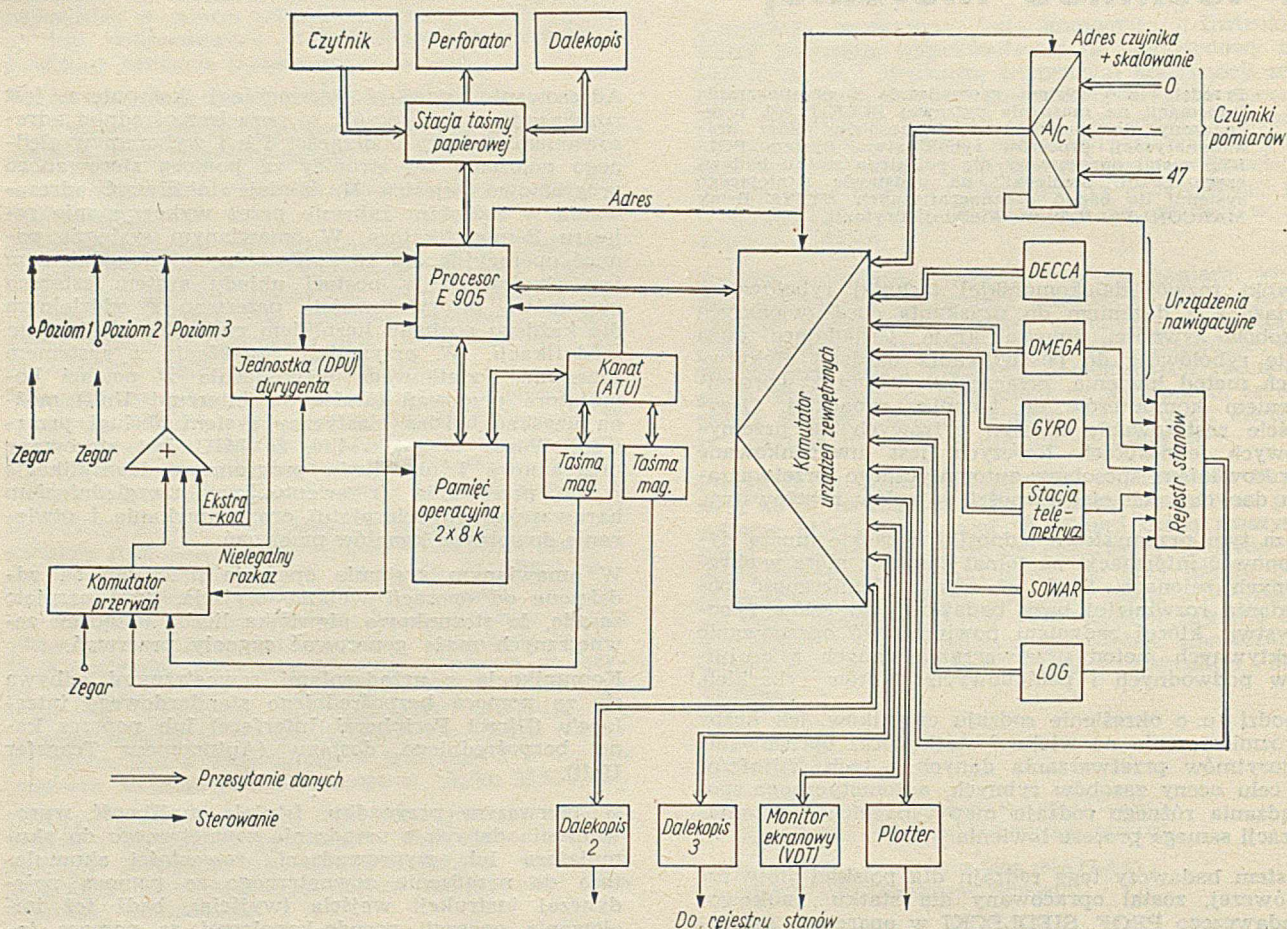 Czytnik
Perforator
Dalekopis
Stacja taśmy
papierowej
Adres czujnika
+ skalowanie
0
A/C
Czujniki
pomiarów
47
Adres
Procesor
E 905
Poziom 1
Poziom 2
Poziom 3
Jednostka (DPU)
dyrygenta
Kanał
(ATU)
Komutator
urządzeń zewnętrznych
DECCA
Urządzenia
nawigacyjne
OMEGA
GYRO
Zegar
Zegar
+
Ekstra
-kod
Pamięć
operacyjna
2 x 8 k
Taśma
mag.
Taśma
mag.
Stacja
telemetrycz.
Rejestr stanów
SOWAR
LOG
Nielegalny
rozkaz
Komutator
przerwań
Zegar
Przesyłanie danych
Sterowanie
Dalekopis
2
Dalekopis
3
Monitor
ekranowy
(VDT)
Plotter
Do rejestru stanów